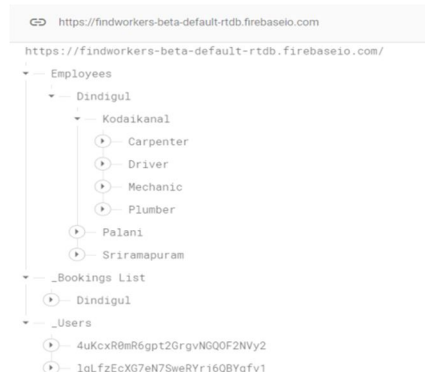 https://findworkers-beta-default-rtdb.firebaseio.com
https://findworkers-beta-default-rtdb.firebaseio.com/
Employees
Dindigul
Kodaikanal
Carpenter
Driver
Mechanic
Plumber
Palani
Sriramapuram
_Bookings List
Dindigul
_Users
4uKcxR0mR6gpt2GrgvNGQOF2NVy2